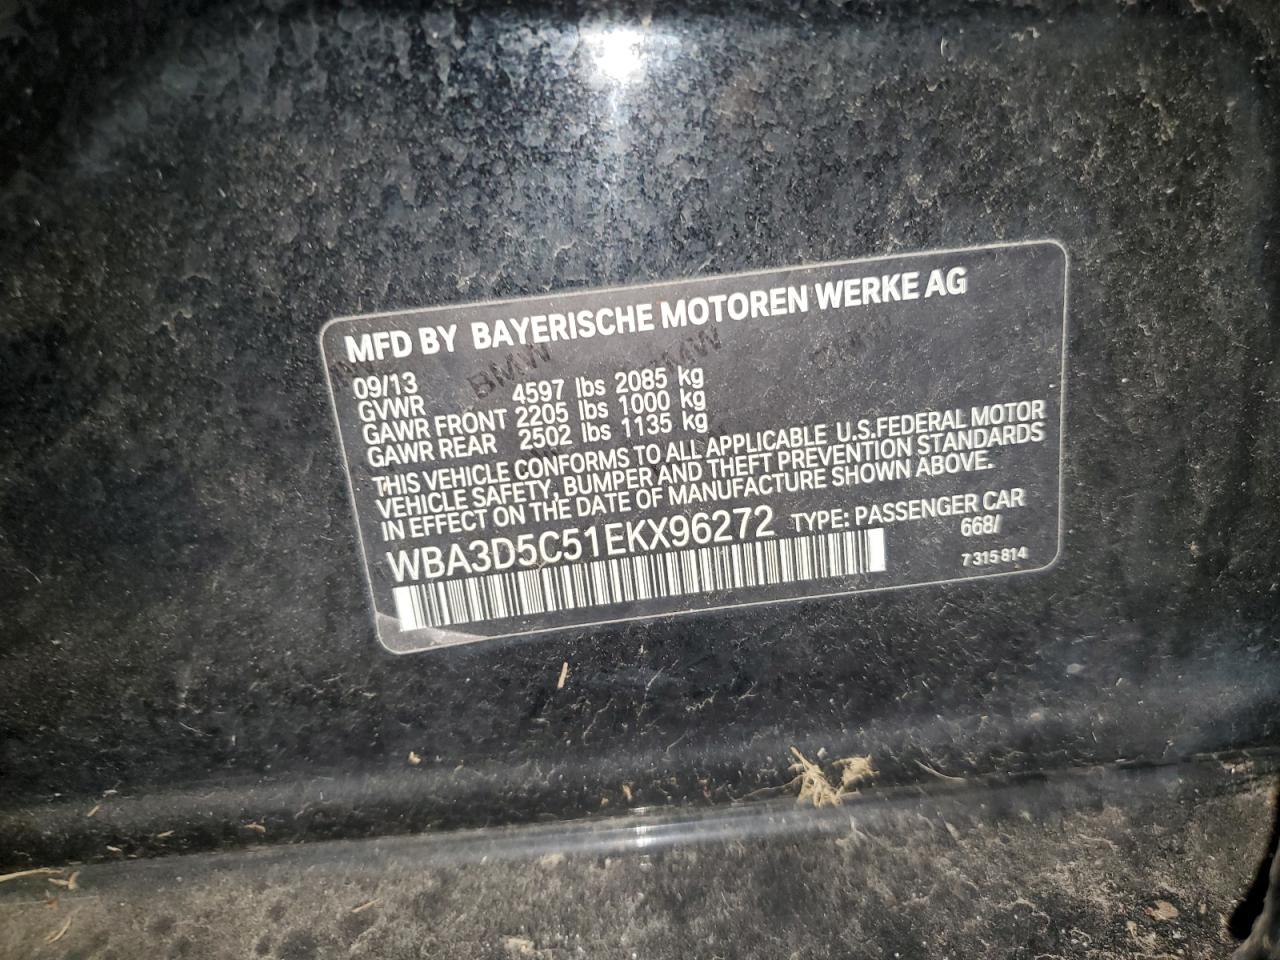 MFD BY BAYERISCHE MOTOREN WERKE AG
09/13
GVWR 4597 lbs 2085 kg
GAWR FRONT 2205 lbs 1000 kg
GAWR REAR 2502 lbs 1135 kg
THIS VEHICLE CONFORMS TO ALL APPLICABLE U.S.FEDERAL MOTOR
VEHICLE SAFETY, BUMPER AND THEFT PREVENTION STANDARDS
IN EFFECT ON THE DATE OF MANUFACTURE SHOWN ABOVE.
WBA3D5C51EKX96272 TYPE: PASSENGER CAR
668/
7 315 814
BMW